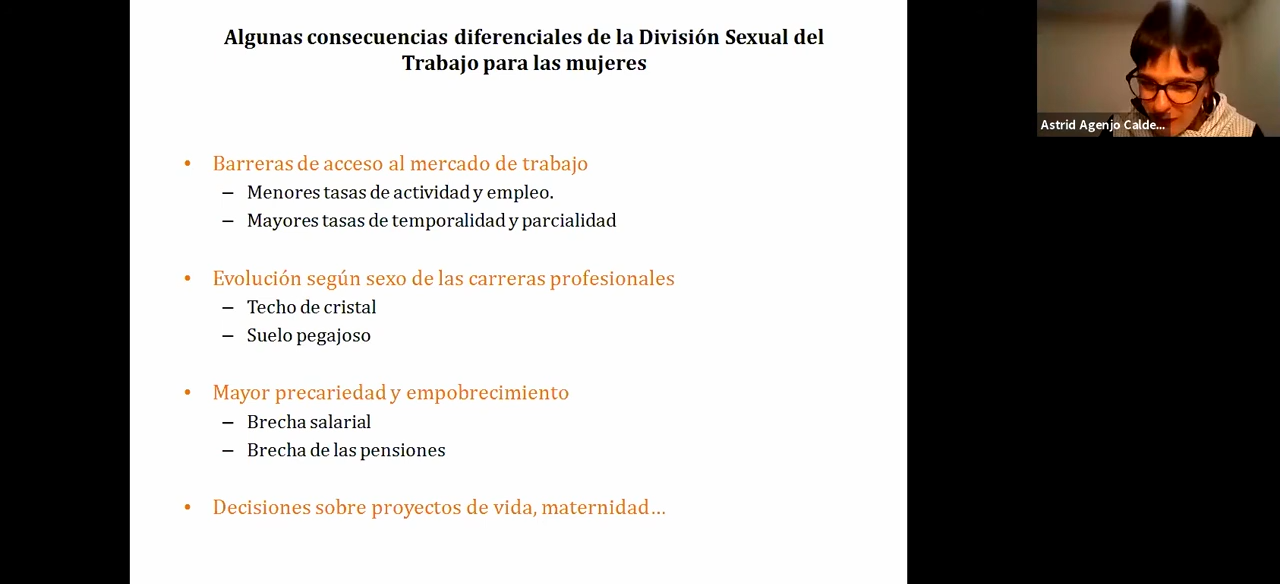 Algunas consecuencias diferenciales de la División Sexual del
Trabajo para las mujeres
• Barreras de acceso al mercado de trabajo
– Menores tasas de actividad y empleo.
– Mayores tasas de temporalidad y parcialidad
• Evolución según sexo de las carreras profesionales
– Techo de cristal
– Suelo pegajoso
• Mayor precariedad y empobrecimiento
– Brecha salarial
– Brecha de las pensiones
• Decisiones sobre proyectos de vida, maternidad...
Astrid Agenjo Calde...